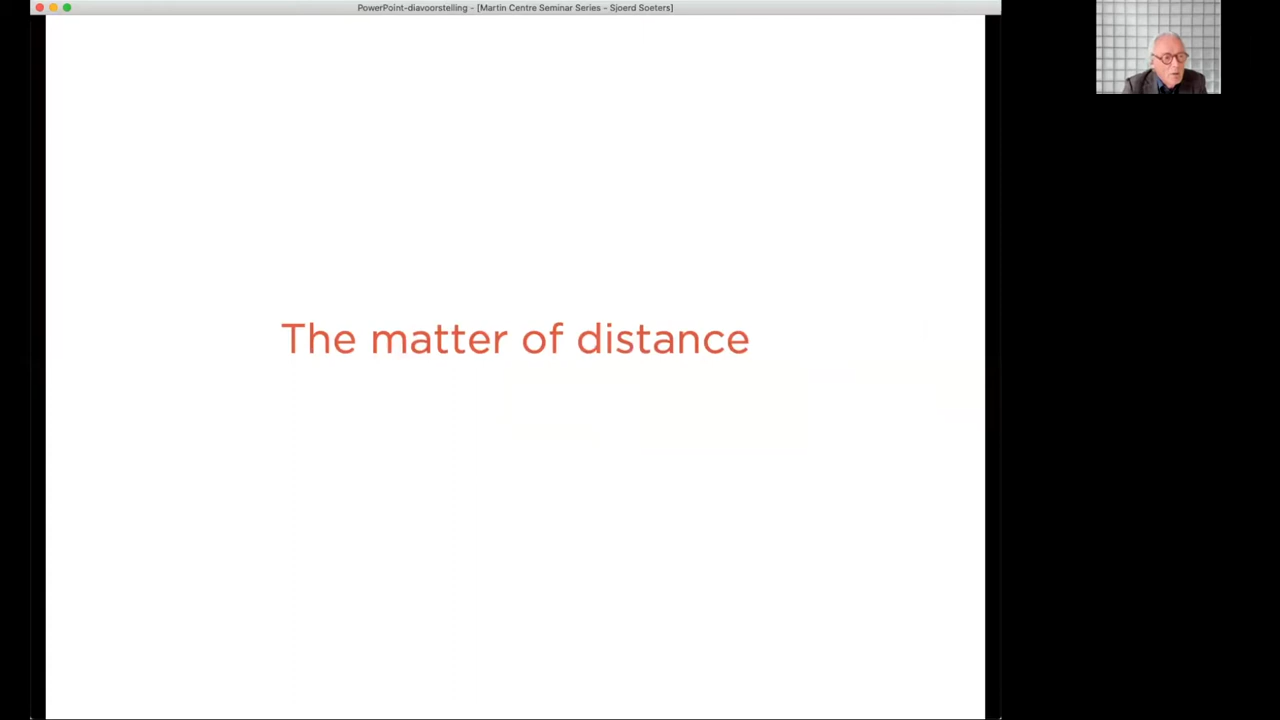 PowerPoint-diavoorstelling - [Martin Centre Seminar Series - Sjoerd Soeters]
The matter of distance